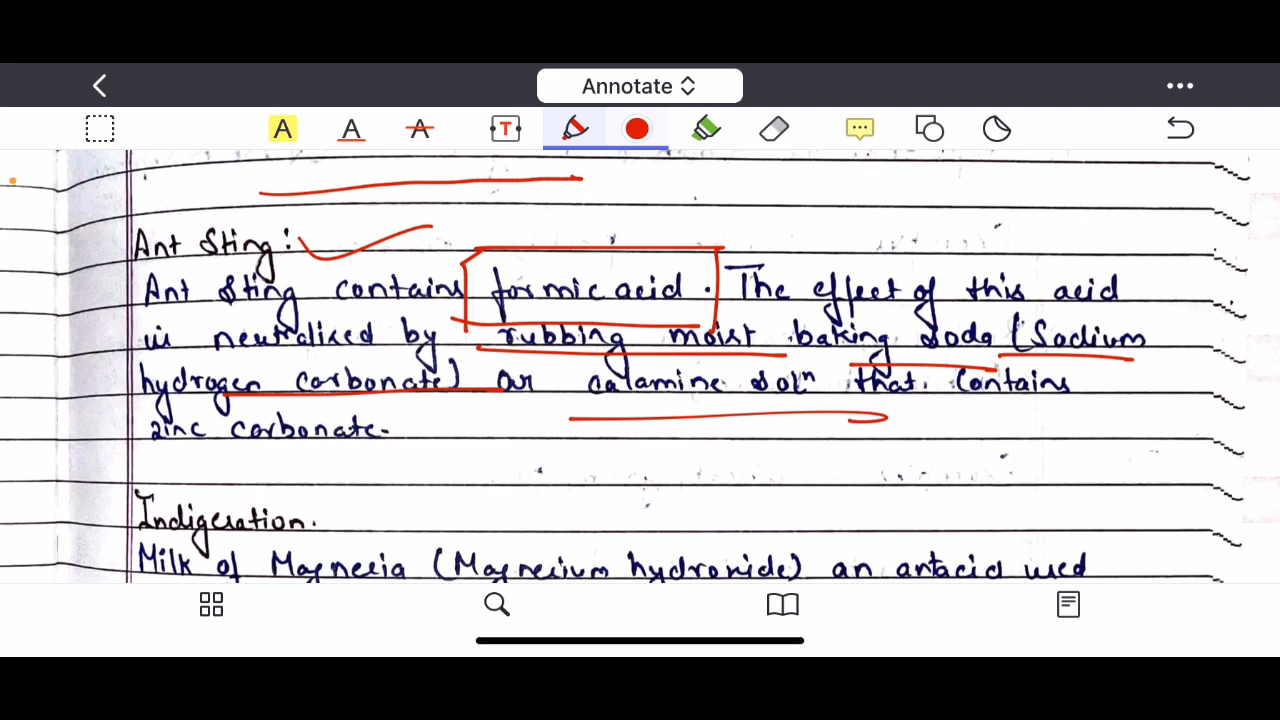 Annotate
A A A T
Ant Sting:
Ant Sting contains formic acid. The effect of this acid
is neutralised by rubbing moist baking soda (Sodium
hydrogen carbonate) or calamine solⁿ that contains
zinc carbonate.
Indigestion.
Milk of Magnesia (Magnesium hydroxide) an antacid used